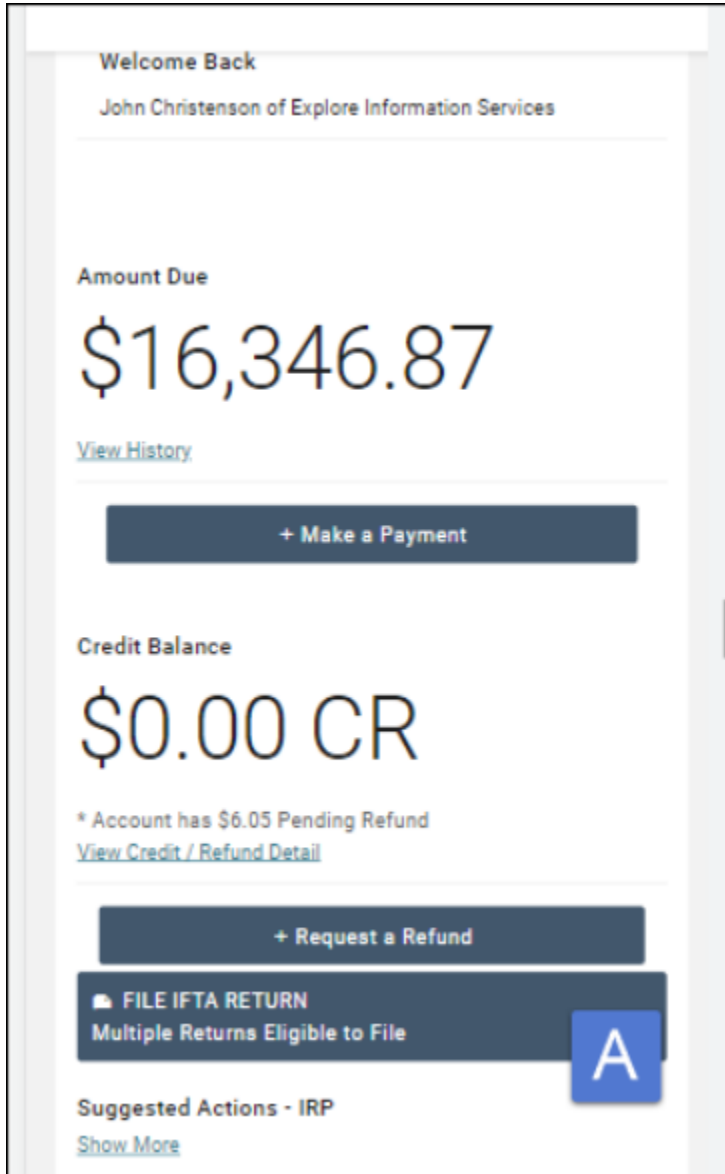 Welcome Back
John Christenson of Explore Information Services
Amount Due
$16,346.87
View History
+ Make a Payment
Credit Balance
$0.00 CR
* Account has $6.05 Pending Refund
View Credit / Refund Detail
+ Request a Refund
FILE IFTA RETURN
Multiple Returns Eligible to File
A
Suggested Actions - IRP
Show More